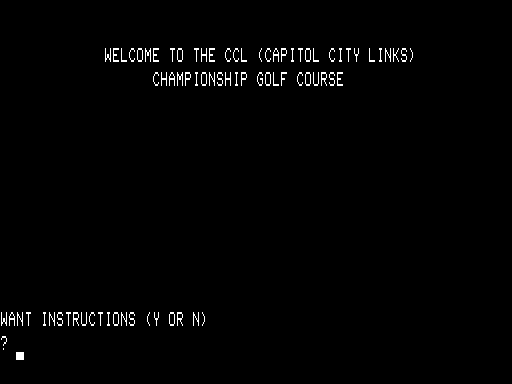 WELCOME TO THE CCL (CAPITOL CITY LINKS)
CHAMPIONSHIP GOLF COURSE
WANT INSTRUCTIONS (Y OR N)
?